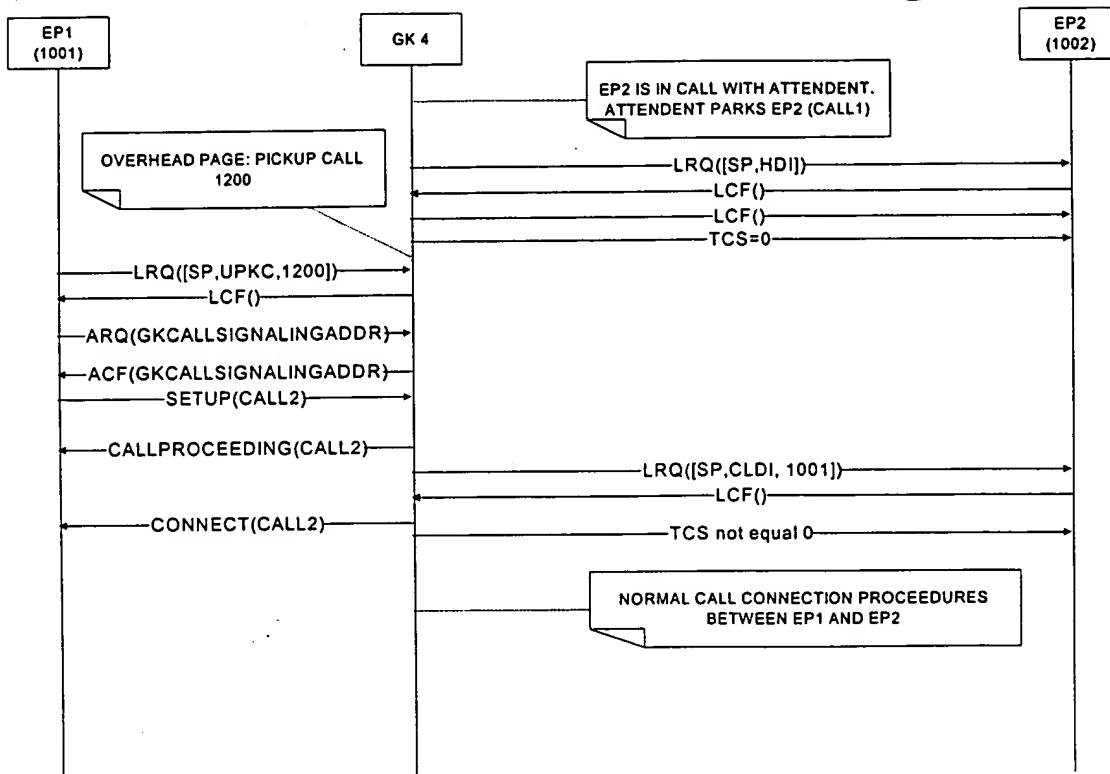 EP1
(1001)
GK 4
EP2
(1002)
EP2 IS IN CALL WITH ATTENDENT.
ATTENDENT PARKS EP2 (CALL1)
OVERHEAD PAGE: PICKUP CALL
1200
LRQ([SP,HDI])
LCF()
LCF()
TCS=0
LRQ([SP,UPKC,1200])
LCF()
ARQ(GKCALLSIGNALINGADDR)
ACF(GKCALLSIGNALINGADDR)
SETUP(CALL2)
CALLPROCEEDING(CALL2)
LRQ([SP,CLDI, 1001])
LCF()
CONNECT(CALL2)
TCS not equal 0
NORMAL CALL CONNECTION PROCEEDURES
BETWEEN EP1 AND EP2